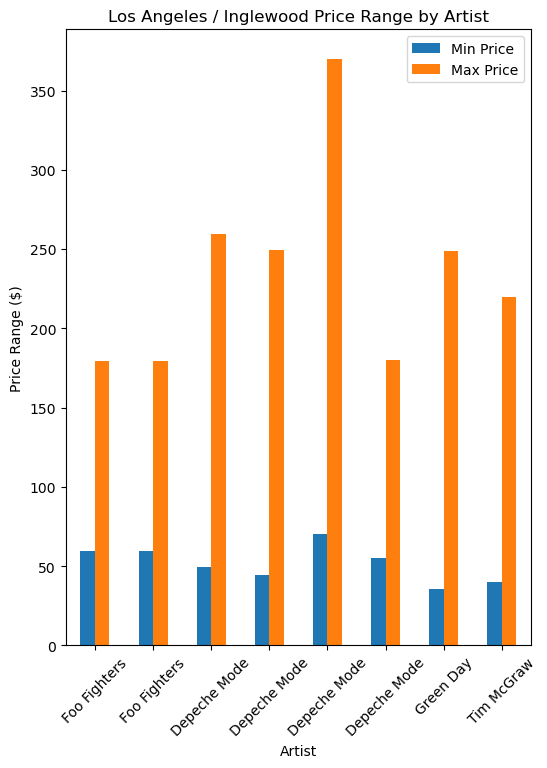 Los Angeles / Inglewood Price Range by Artist
Min Price
Max Price
350
300
250
200
150
100
50
0
Price Range ($)
Foo Fighters
Foo Fighters
Depeche Mode
Depeche Mode
Depeche Mode
Depeche Mode
Green Day
Tim McGraw
Artist